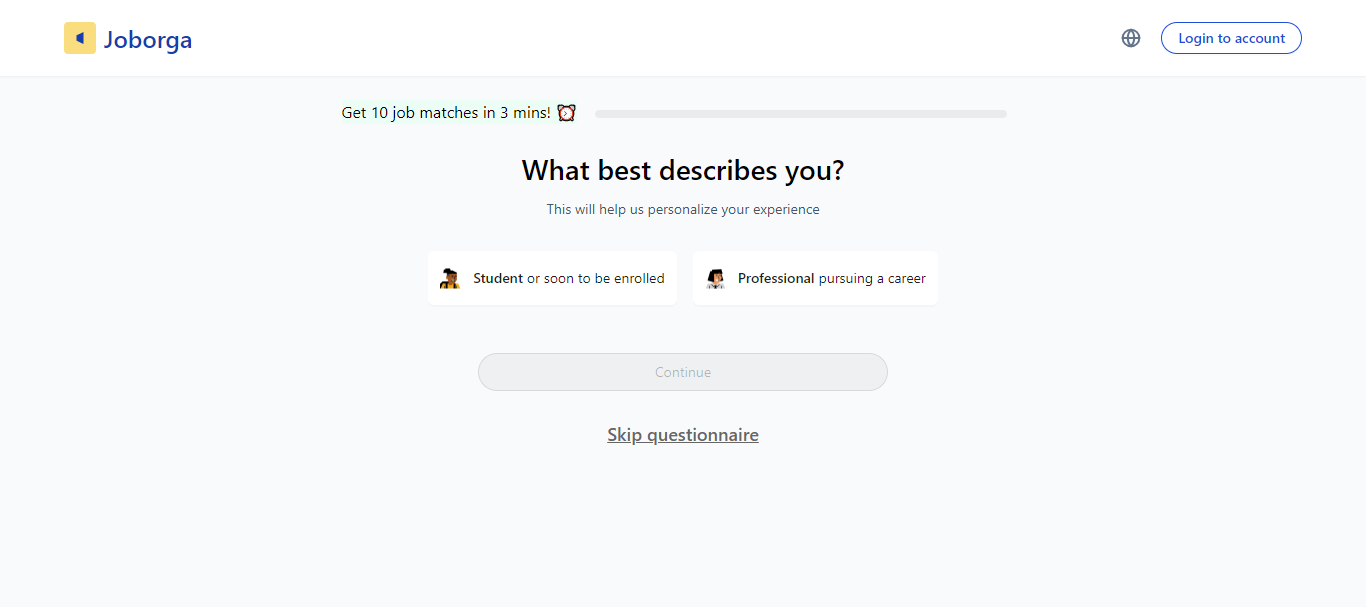 Joborga
Login to account
Get 10 job matches in 3 mins! ⏰
What best describes you?
This will help us personalize your experience
Student or soon to be enrolled
Professional pursuing a career
Continue
Skip questionnaire